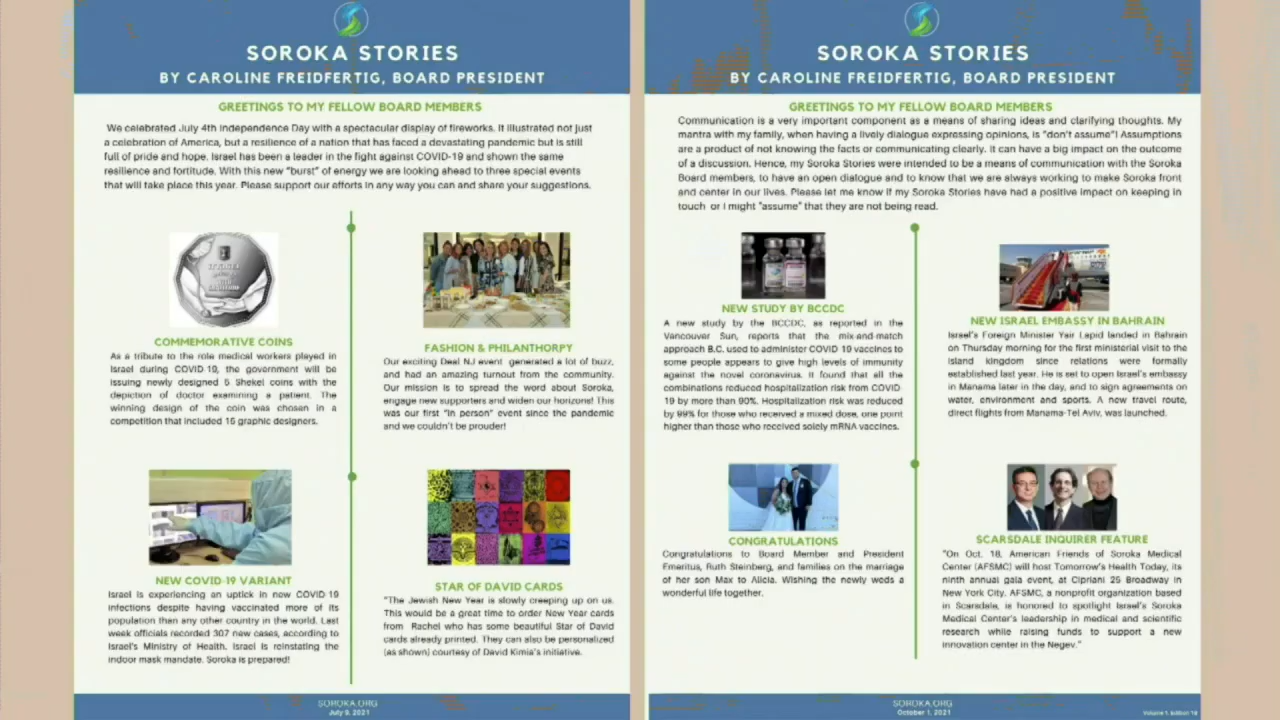 SOROKA STORIES
BY CAROLINE FREIDFERTIG, BOARD PRESIDENT
GREETINGS TO MY FELLOW BOARD MEMBERS
We celebrated July 4th Independence Day with a spectacular display of fireworks. It illustrated not just
a celebration of America, but a resilience of a nation that has faced a devastating pandemic but is still
full of pride and hope. Israel has been a leader in the fight against COVID-19 and shown the same
resilience and fortitude. With this new "burst" of energy we are looking ahead to three special events
that will take place this year. Please support our efforts in any way you can and share your suggestions.
COMMEMORATIVE COINS
As a tribute to the role medical workers played in
Israel during COVID 19, the government will be
issuing newly designed 5 Shekel coins with the
depiction of doctor examining a patient. The
winning design of the coin was chosen in a
competition that included 15 graphic designers.
FASHION & PHILANTHORPY
Our exciting Deal NJ event generated a lot of buzz,
and had an amazing turnout from the community.
Our mission is to spread the word about Soroka,
engage new supporters and widen our horizons! This
was our first "in person" event since the pandemic
and we couldn't be prouder!
NEW COVID-19 VARIANT
Israel is experiencing an uptick in new COVID 19
infections despite having vaccinated more of its
population than any other country in the world. Last
week officials recorded 307 new cases, according to
Israel's Ministry of Health. Israel is reinstating the
indoor mask mandate. Soroka is prepared!
STAR OF DAVID CARDS
"The Jewish New Year is slowly creeping up on us.
This would be a great time to order New Year cards
from Rachel who has some beautiful Star of David
cards already printed. They can also be personalized
(as shown) courtesy of David Kimia's initiative.
SOROKA.ORG
July 9, 2021
SOROKA STORIES
BY CAROLINE FREIDFERTIG, BOARD PRESIDENT
GREETINGS TO MY FELLOW BOARD MEMBERS
Communication is a very important component as a means of sharing ideas and clarifying thoughts. My
mantra with my family, when having a lively dialogue expressing opinions, is "don't assume"! Assumptions
are a product of not knowing the facts or communicating clearly. It can have a big impact on the outcome
of a discussion. Hence, my Soroka Stories were intended to be a means of communication with the Soroka
Board members, to have an open dialogue and to know that we are always working to make Soroka front
and center in our lives. Please let me know if my Soroka Stories have had a positive impact on keeping in
touch or I might "assume" that they are not being read.
NEW STUDY BY BCCDC
A new study by the BCCDC, as reported in the
Vancouver Sun, reports that the mix-and-match
approach B.C. used to administer COVID 19 vaccines to
some people appears to give high levels of immunity
against the novel coronavirus. It found that all the
combinations reduced hospitalization risk from COVID
19 by more than 90%. Hospitalization risk was reduced
by 99% for those who received a mixed dose, one point
higher than those who received solely mRNA vaccines.
NEW ISRAEL EMBASSY IN BAHRAIN
Israel's Foreign Minister Yair Lapid landed in Bahrain
on Thursday morning for the first ministerial visit to the
island kingdom since relations were formally
established last year. He is set to open Israel's embassy
in Manama later in the day, and to sign agreements on
water, environment and sports. A new travel route,
direct flights from Manama-Tel Aviv, was launched.
CONGRATULATIONS
Congratulations to Board Member and President
Emeritus, Ruth Steinberg, and families on the marriage
of her son Max to Alicia. Wishing the newly weds a
wonderful life together.
SCARSDALE INQUIRER FEATURE
"On Oct. 18, American Friends of Soroka Medical
Center (AFSMC) will host Tomorrow's Health Today, its
ninth annual gala event, at Cipriani 25 Broadway in
New York City. AFSMC, a nonprofit organization based
in Scarsdale, is honored to spotlight Israel's Soroka
Medical Center's leadership in medical and scientific
research while raising funds to support a new
innovation center in the Negev."
SOROKA.ORG
October 1, 2021
Volume 1, Edition